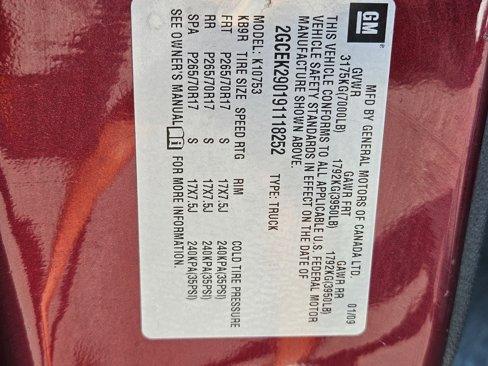 GM
MFD BY GENERAL MOTORS OF CANADA LTD.
01/09
GVWR GAWR FRT GAWR RR
3175KG(7000LB) 1792KG(3950LB) 1792KG(3950LB)
THIS VEHICLE CONFORMS TO ALL APPLICABLE U.S. FEDERAL MOTOR
VEHICLE SAFETY STANDARDS IN EFFECT ON THE DATE OF
MANUFACTURE SHOWN ABOVE.
2GCEK290191118252 TYPE: TRUCK
MODEL: K10753
KB9R TIRE SIZE SPEED RTG RIM COLD TIRE PRESSURE
FRT P265/70R17 S 17X7.5J 240KPA(35PSI)
RR P265/70R17 S 17X7.5J 240KPA(35PSI)
SPA P265/70R17 S 17X7.5J 240KPA(35PSI)
SEE OWNER'S MANUAL FOR MORE INFORMATION.